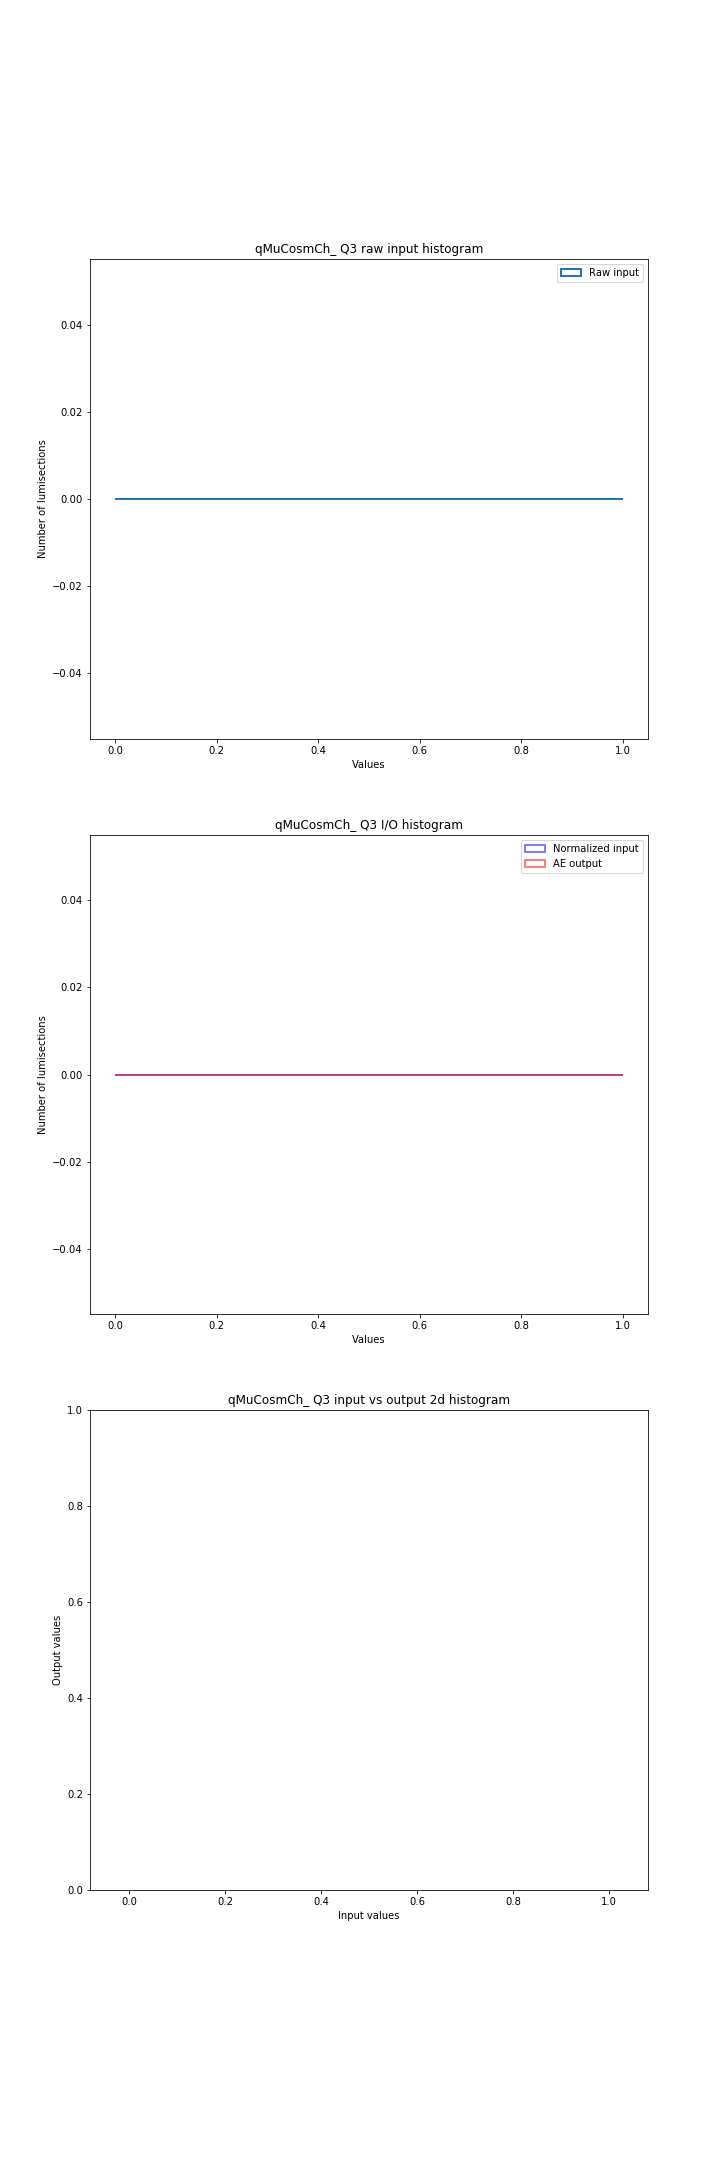 qMuCosmCh_ Q3 raw input histogram
Raw input
0.04
0.02
0.00
−0.02
−0.04
Number of lumisections
0.0 0.2 0.4 0.6 0.8 1.0
Values
qMuCosmCh_ Q3 I/O histogram
Normalized input
AE output
0.04
0.02
0.00
−0.02
−0.04
Number of lumisections
0.0 0.2 0.4 0.6 0.8 1.0
Values
qMuCosmCh_ Q3 input vs output 2d histogram
1.0
0.8
0.6
0.4
0.2
0.0
Output values
0.0 0.2 0.4 0.6 0.8 1.0
Input values